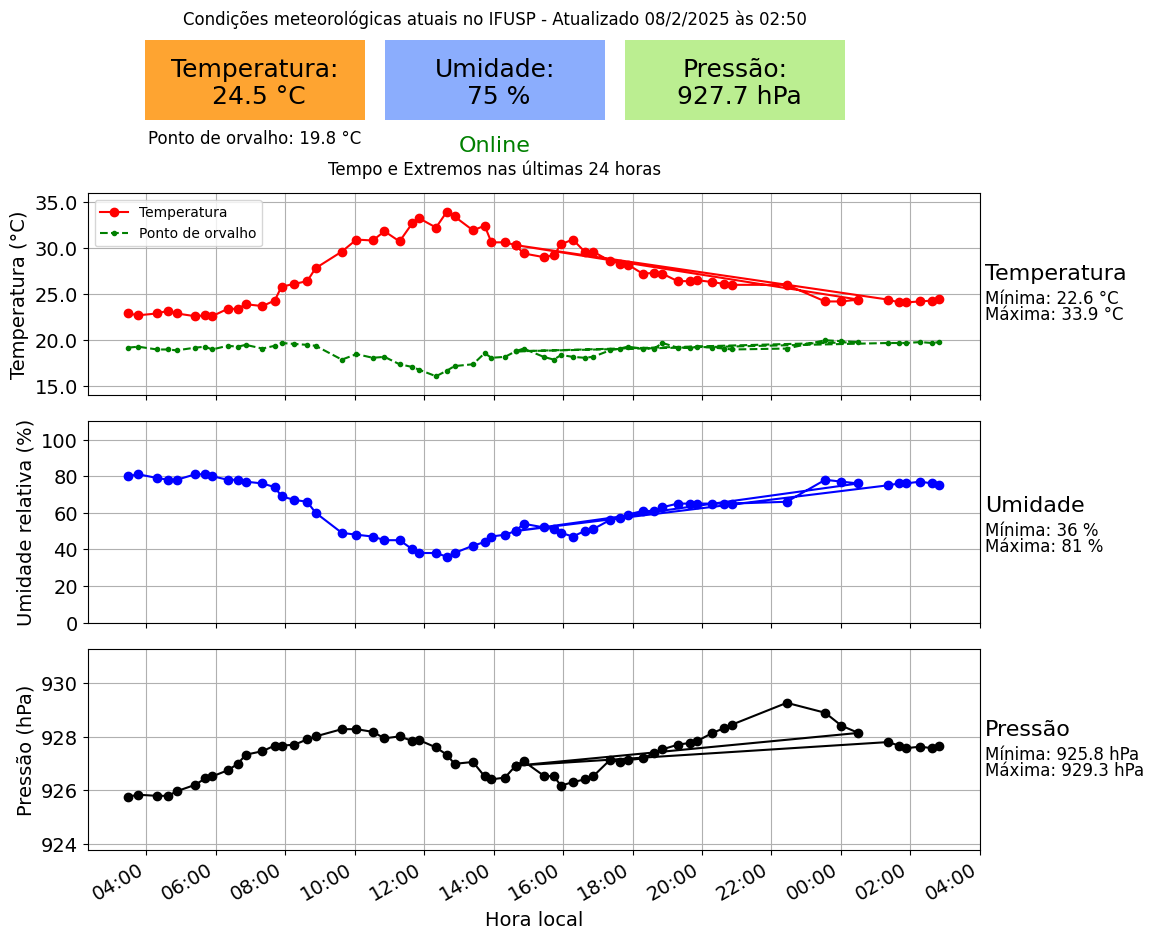 Condições meteorológicas atuais no IFUSP - Atualizado 08/2/2025 às 02:50
Temperatura:
24.5 °C
Umidade:
75 %
Pressão:
927.7 hPa
Ponto de orvalho: 19.8 °C
Online
Tempo e Extremos nas últimas 24 horas
Temperatura (°C)
35.0
30.0
25.0
20.0
15.0
Temperatura
Ponto de orvalho
Temperatura
Mínima: 22.6 °C
Máxima: 33.9 °C
Umidade relativa (%)
100
80
60
40
20
0
Umidade
Mínima: 36 %
Máxima: 81 %
Pressão (hPa)
930
928
926
924
Pressão
Mínima: 925.8 hPa
Máxima: 929.3 hPa
04:00 06:00 08:00 10:00 12:00 14:00 16:00 18:00 20:00 22:00 00:00 02:00 04:00
Hora local